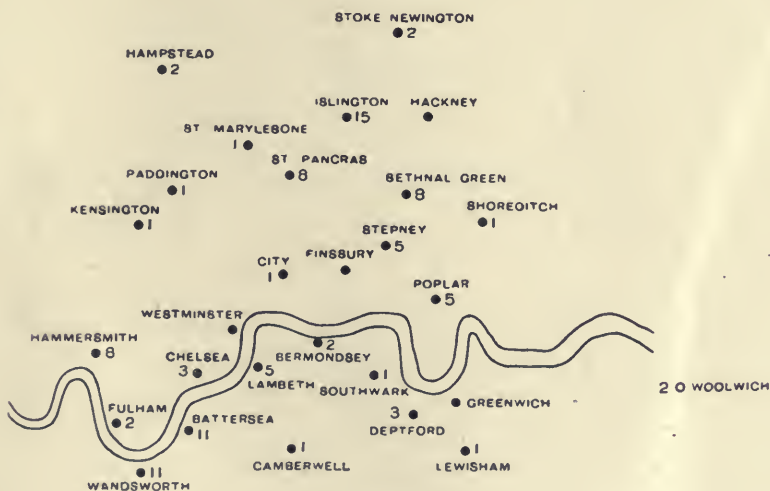 STOKE NEWINGTON
2
HAMPSTEAD
2
ISLINGTON
15
HACKNEY
ST MARYLEBONE
1
ST PANCRAS
8
PADDINGTON
1
BETHNAL GREEN
8
KENSINGTON
1
SHOREDITCH
1
STEPNEY
5
CITY
1
FINSBURY
POPLAR
5
WESTMINSTER
HAMMERSMITH
8
2
BERMONDSEY
CHELSEA
3
5
LAMBETH
1
SOUTHWARK
2 O WOOLWICH
GREENWICH
FULHAM
2
BATTERSEA
11
3
DEPTFORD
1
CAMBERWELL
1
LEWISHAM
11
WANDSWORTH